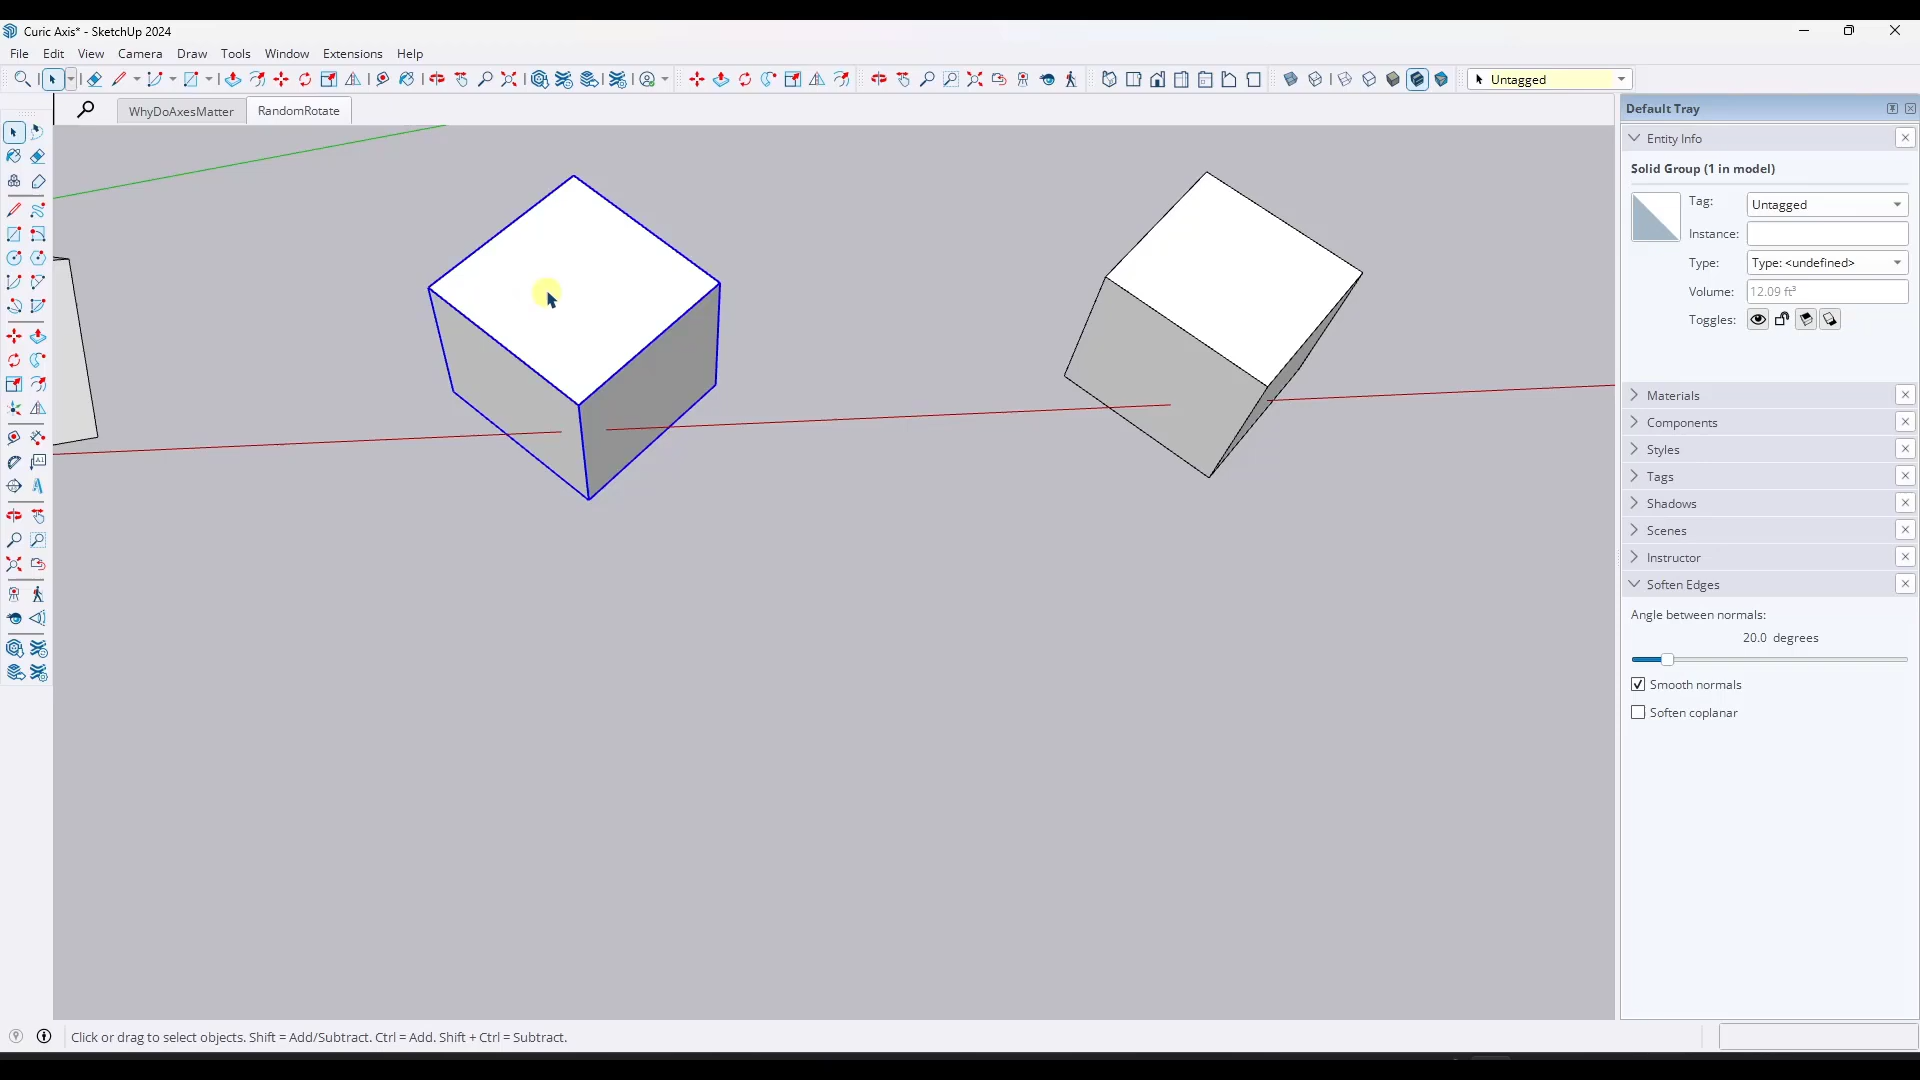 Curic Axis* - SketchUp 2024
File Edit View Camera Draw Tools Window Extensions Help
Untagged
WhyDoAxesMatter RandomRotate
Default Tray
Entity Info
Solid Group (1 in model)
Tag: Untagged
Instance:
Type: Type: <undefined>
Volume: 12.09 ft³
Toggles:
Materials
Components
Styles
Tags
Shadows
Scenes
Instructor
Soften Edges
Angle between normals:
20.0 degrees
Smooth normals
Soften coplanar
Click or drag to select objects. Shift = Add/Subtract. Ctrl = Add. Shift + Ctrl = Subtract.